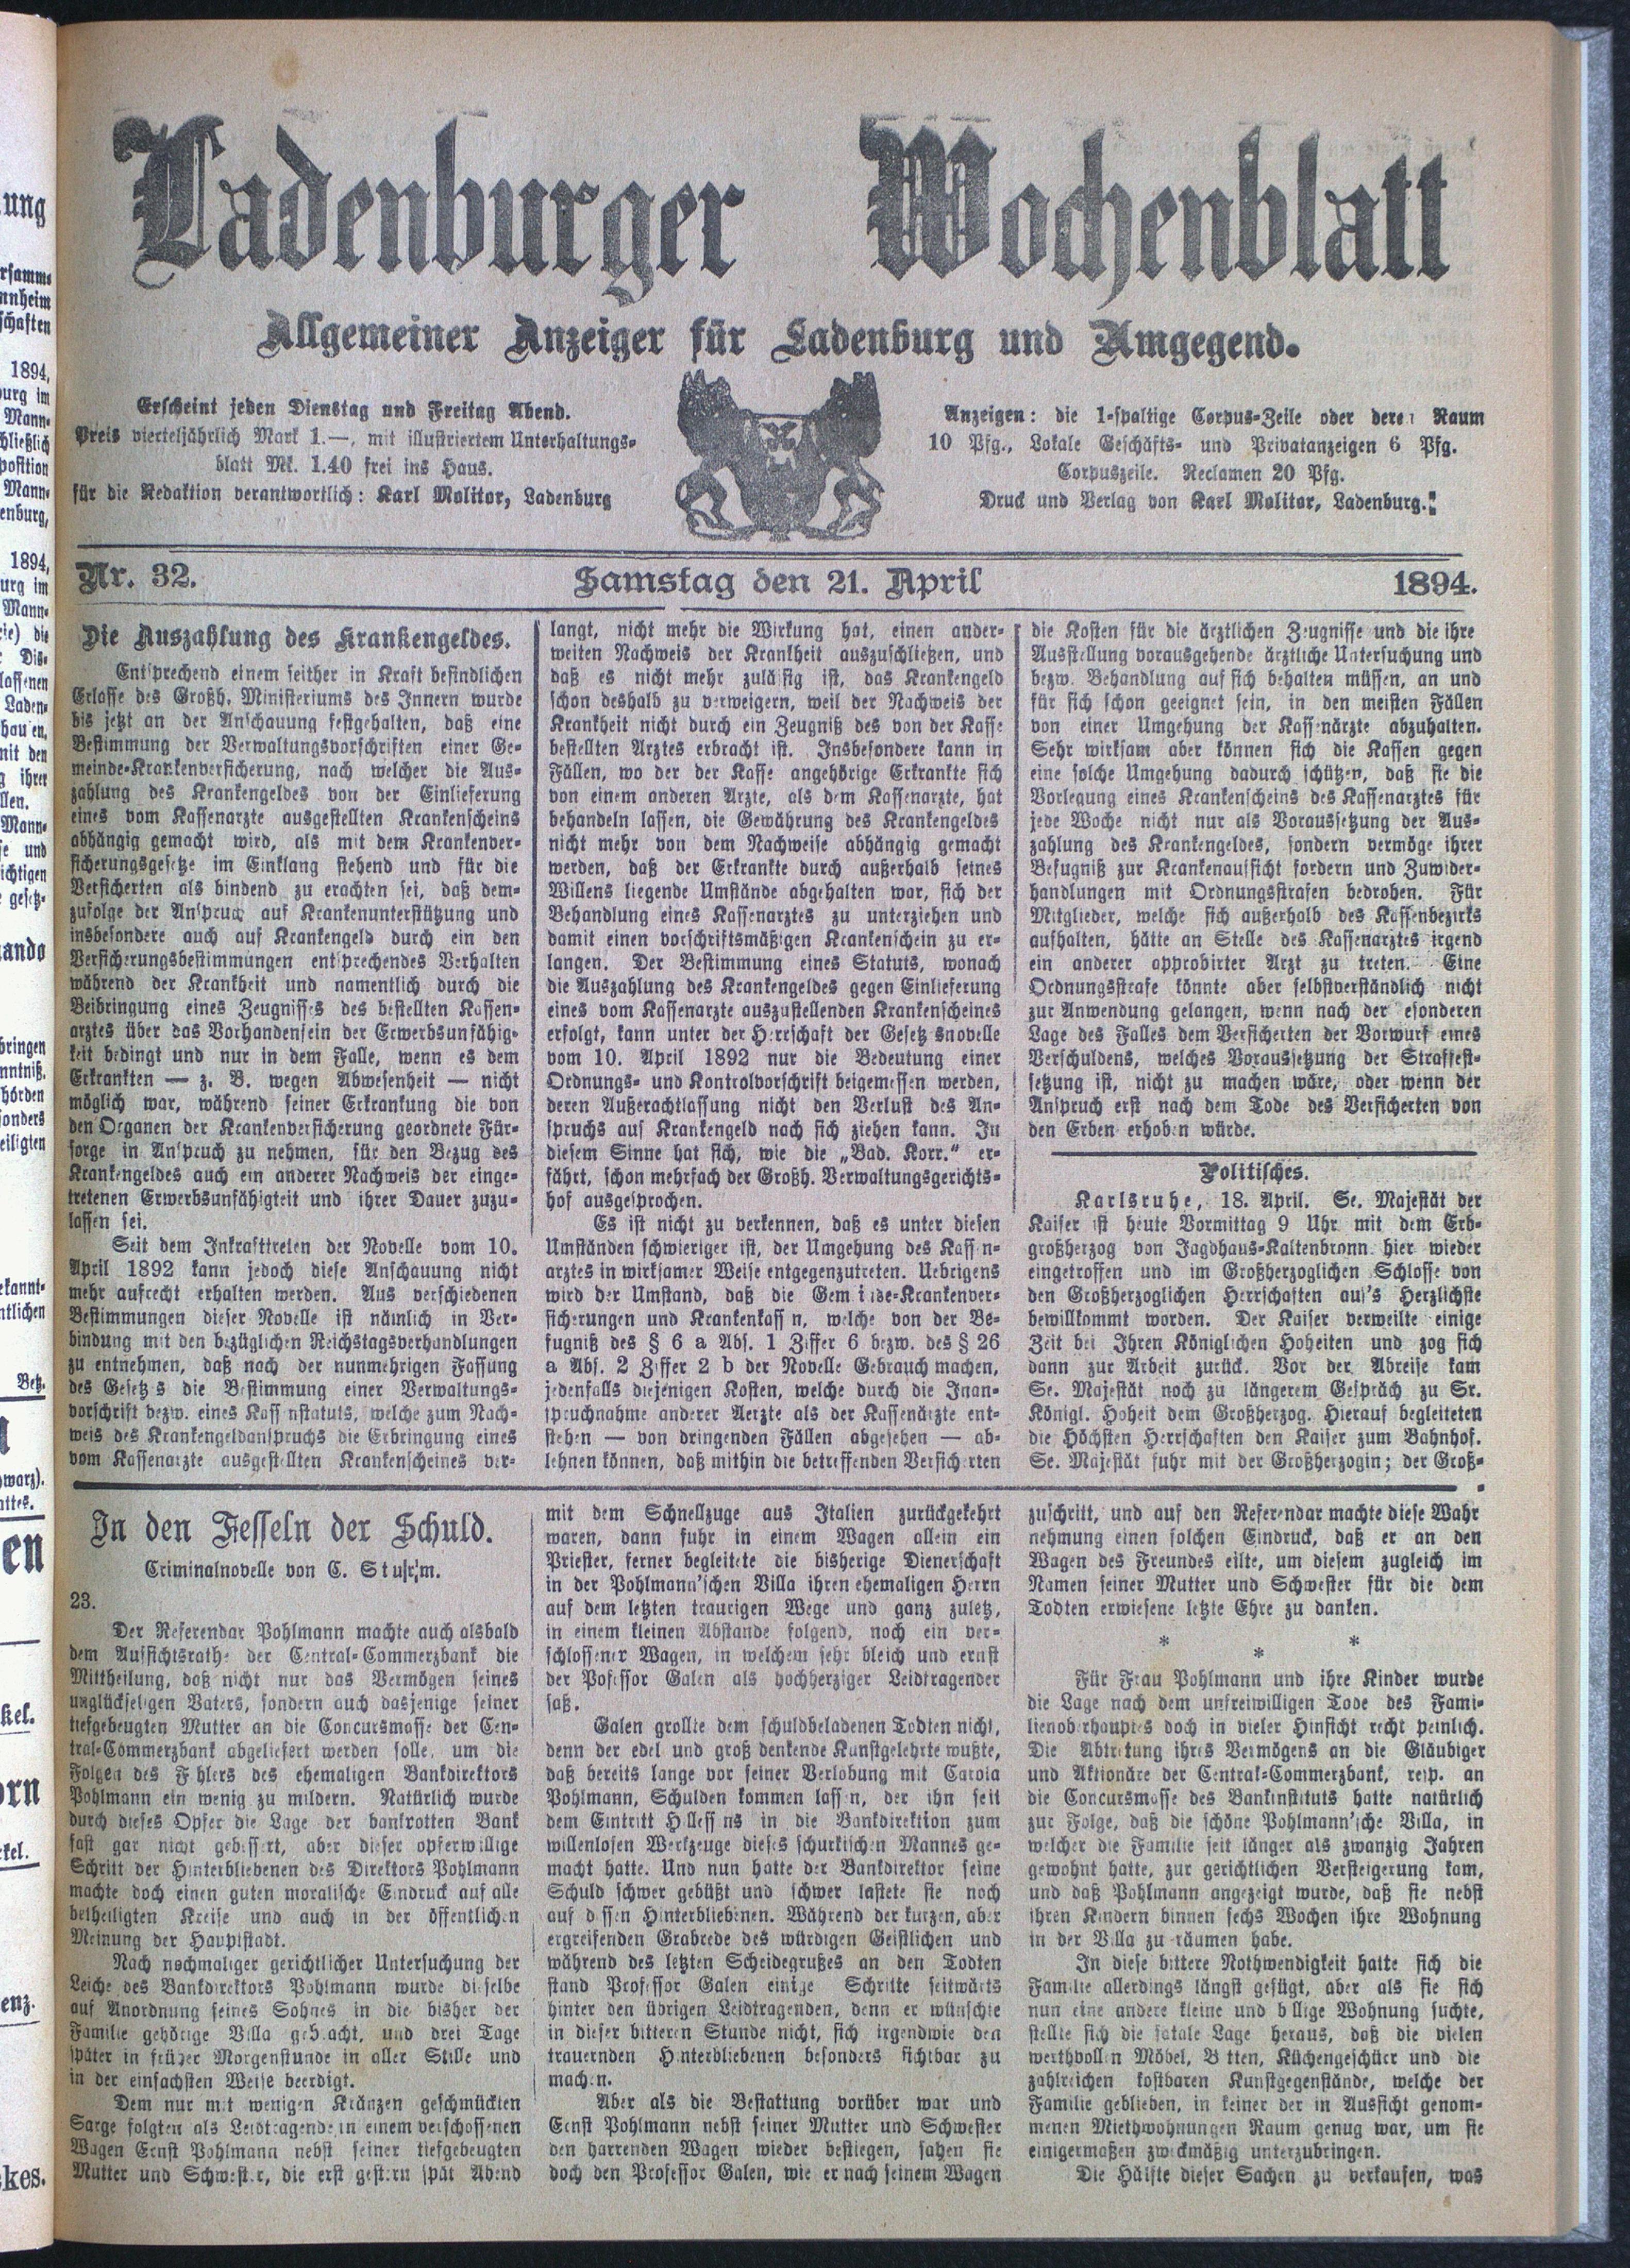 Ladenburger Wochenblatt
Allgemeiner Anzeiger für Ladenburg und Umgegend.
Erscheint jeden Dienstag und Freitag Abend.
Preis vierteljährlich Mark 1.—, mit illustriertem Unterhaltungs-
blatt Mk. 1.40 frei ins Haus.
für die Redaktion verantwortlich: Karl Molitor, Ladenburg
Anzeigen: die 1-spaltige Corpus-Zeile oder deren Raum
10 Pfg., Lokale Geschäfts- und Privatanzeigen 6 Pfg.
Corpuszeile. Reclamen 20 Pfg.
Druck und Verlag von Karl Molitor, Ladenburg.
Nr. 32.
Samstag den 21. April
1894.
Die Auszahlung des Krankengeldes.
Entsprechend einem seither in Kraft befindlichen
Erlasse des Großh. Ministeriums des Innern wurde
bis jetzt an der Anschauung festgehalten, daß eine
Bestimmung der Verwaltungsvorschriften einer Ge-
meinde-Krankenversicherung, nach welcher die Aus-
zahlung des Krankengeldes von der Einlieferung
eines vom Kassenarzte ausgestellten Krankenscheins
abhängig gemacht wird, als mit dem Krankenver-
sicherungsgesetze im Einklang stehend und für die
Versicherten als bindend zu erachten sei, daß dem-
zufolge der Anspruch auf Krankenunterstützung und
insbesondere auch auf Krankengeld durch ein den
Versicherungsbestimmungen entsprechendes Verhalten
während der Krankheit und namentlich durch die
Beibringung eines Zeugnisses des bestellten Kassen-
arztes über das Vorhandensein der Erwerbsunfähig-
keit bedingt und nur in dem Falle, wenn es dem
Erkrankten — z. B. wegen Abwesenheit — nicht
möglich war, während seiner Erkrankung die von
den Organen der Krankenversicherung geordnete Für-
sorge in Anspruch zu nehmen, für den Bezug des
Krankengeldes auch ein anderer Nachweis der einge-
tretenen Erwerbsunfähigkeit und ihrer Dauer zuzu-
lassen sei.
Seit dem Inkrafttreten der Novelle vom 10.
April 1892 kann jedoch diese Anschauung nicht
mehr aufrecht erhalten werden. Aus verschiedenen
Bestimmungen dieser Novelle ist nämlich in Ver-
bindung mit den bezüglichen Reichstagsverhandlungen
zu entnehmen, daß nach der nunmehrigen Fassung
des Gesetz s die Bestimmung einer Verwaltungs-
vorschrift bezw. eines Kass nstatuts, welche zum Nach-
weis des Krankengeldanspruchs die Erbringung eines
vom Kassenarzte ausgestellten Krankenscheines ver-
langt, nicht mehr die Wirkung hat, einen ander-
weiten Nachweis der Krankheit auszuschließen, und
daß es nicht mehr zulässig ist, das Krankengeld
schon deshalb zu verweigern, weil der Nachweis der
Krankheit nicht durch ein Zeugniß des von der Kasse
bestellten Arztes erbracht ist. Insbesondere kann in
Fällen, wo der der Kasse angehörige Erkrankte sich
von einem anderen Arzte, als dem Kassenarzte, hat
behandeln lassen, die Gewährung des Krankengeldes
nicht mehr von dem Nachweise abhängig gemacht
werden, daß der Erkrankte durch außerhalb seines
Willens liegende Umstände abgehalten war, sich der
Behandlung eines Kassenarztes zu unterziehen und
damit einen vorschriftsmäßigen Krankenschein zu er-
langen. Der Bestimmung eines Statuts, wonach
die Auszahlung des Krankengeldes gegen Einlieferung
eines vom Kassenarzte auszustellenden Krankenscheines
erfolgt, kann unter der Herrschaft der Gesetz snovelle
vom 10. April 1892 nur die Bedeutung einer
Ordnungs- und Kontrolvorschrift beigemessen werden,
deren Außerachtlassung nicht den Verlust des An-
spruchs auf Krankengeld nach sich ziehen kann. In
diesem Sinne hat sich, wie die „Bad. Korr.“ er-
fährt, schon mehrfach der Großh. Verwaltungsgerichts-
hof ausgesprochen.
Es ist nicht zu verkennen, daß es unter diesen
Umständen schwieriger ist, der Umgehung des Kass n-
arztes in wirksamer Weise entgegenzutreten. Uebrigens
wird der Umstand, daß die Gemeinde-Krankenver-
sicherungen und Krankenkass n, welche von der Be-
fugniß des § 6 a Abs. 1 Ziffer 6 bezw. des § 26
a Abs. 2 Ziffer 2 b der Novelle Gebrauch machen,
jedenfalls diejenigen Kosten, welche durch die Inan-
spruchnahme anderer Aerzte als der Kassenärzte ent-
stehen — von dringenden Fällen abgesehen — ab-
lehnen können, daß mithin die betreffenden Versicherten
die Kosten für die ärztlichen Zeugnisse und die ihre
Ausstellung vorausgehende ärztliche Untersuchung und
bezw. Behandlung auf sich behalten müssen, an und
für sich schon geeignet sein, in den meisten Fällen
von einer Umgehung der Kassenärzte abzuhalten.
Sehr wirksam aber können sich die Kassen gegen
eine solche Umgehung dadurch schützen, daß sie die
Vorlegung eines Krankenscheins des Kassenarztes für
jede Woche nicht nur als Voraussetzung der Aus-
zahlung des Krankengeldes, sondern vermöge ihrer
Befugniß zur Krankenaufsicht fordern und Zuwider-
handlungen mit Ordnungsstrafen bedrohen. Für
Mitglieder, welche sich außerhalb des Kassenbezirks
aufhalten, hätte an Stelle des Kassenarztes irgend
ein anderer approbirter Arzt zu treten. Eine
Ordnungsstrafe könnte aber selbstverständlich nicht
zur Anwendung gelangen, wenn nach der esonderen
Lage des Falles dem Versicherten der Vorwurf eines
Verschuldens, welches Voraussetzung der Straffest-
setzung ist, nicht zu machen wäre, oder wenn der
Anspruch erst nach dem Tode des Versicherten von
den Erben erhoben würde.
Politisches.
Karlsruhe, 18. April. Se. Majestät der
Kaiser ist heute Vormittag 9 Uhr mit dem Erb-
großherzog von Jagdhaus-Kaltenbronn hier wieder
eingetroffen und im Großherzoglichen Schlosse von
den Großherzoglichen Herrschaften auf's Herzlichste
bewillkommt worden. Der Kaiser verweilte einige
Zeit bei Ihren Königlichen Hoheiten und zog sich
dann zur Arbeit zurück. Vor der Abreise kam
Se. Majestät noch zu längerem Gespräch zu Sr.
Königl. Hoheit dem Großherzog. Hierauf begleiteten
die Höchsten Herrschaften den Kaiser zum Bahnhof.
Se. Majestät fuhr mit der Großherzogin; der Groß-
In den Fesseln der Schuld.
Criminalnovelle von C. Sturm.
23.
Der Referendar Pohlmann machte auch alsbald
dem Aufsichtsrathe der Central-Commerzbank die
Mittheilung, daß nicht nur das Vermögen seines
unglückseligen Vaters, sondern auch dasjenige seiner
tiefgebeugten Mutter an die Concursmasse der Cen-
tral-Commerzbank abgeliefert werden solle, um die
Folgen des F hlers des ehemaligen Bankdirektors
Pohlmann ein wenig zu mildern. Natürlich wurde
durch dieses Opfer die Lage der bankrotten Bank
fast gar nicht gebessert, aber dieser opferwillige
Schritt der Hinterbliebenen des Direktors Pohlmann
machte doch einen guten moralische Eindruck auf alle
betheiligten Kreise und auch in der öffentlichen
Meinung der Hauptstadt.
Nach nochmaliger gerichtlicher Untersuchung der
Leiche des Bankdirektors Pohlmann wurde dieselbe
auf Anordnung seines Sohnes in die bisher der
Familie gehörige Villa gebracht, und drei Tage
später in früher Morgenstunde in aller Stille und
in der einfachsten Weise beerdigt.
Dem nur mit wenigen Kränzen geschmückten
Sarge folgten als Leidtragende in einem verschoffenen
Wagen Ernst Pohlmann nebst seiner tiefgebeugten
Mutter und Schwester, die erst gestern spät Abend
mit dem Schnellzuge aus Italien zurückgekehrt
waren, dann fuhr in einem Wagen allein ein
Priester, ferner begleitete die bisherige Dienerschaft
in der Pohlmann'schen Villa ihren ehemaligen Herrn
auf dem letzten traurigen Wege und ganz zuletz,
in einem kleinen Abstande folgend, noch ein ver-
schlossener Wagen, in welchem sehr bleich und ernst
der Pofessor Galen als hochherziger Leidtragender
saß.
Galen grollte dem schuldbeladenen Todten nicht,
denn der edel und groß denkende Kunstgelehrte wußte,
daß bereits lange vor seiner Verlobung mit Carola
Pohlmann, Schulden kommen lass n, der ihn seit
dem Eintritt Hilless ns in die Bankdirektion zum
willenlosen Werkzeuge dieses schurkischen Mannes ge-
macht hatte. Und nun hatte der Bankdirektor seine
Schuld schwer gebüßt und schwer lastete sie noch
auf d ssen Hinterbliebenen. Während der kurzen, aber
ergreifenden Grabrede des würdigen Geistlichen und
während des letzten Scheidegrußes an den Todten
stand Professor Galen einige Schritte seitwärts
hinter den übrigen Leidtragenden, denn er wünschte
in dieser bitteren Stunde nicht, sich irgendwie den
trauernden Hinterbliebenen besonders sichtbar zu
machen.
Aber als die Bestattung vorüber war und
Ernst Pohlmann nebst seiner Mutter und Schwester
den harrenden Wagen wieder bestiegen, sahen sie
doch den Professor Galen, wie er nach seinem Wagen
zuschritt, und auf den Referendar machte diese Wahr
nehmung einen solchen Eindruck, daß er an den
Wagen des Freundes eilte, um diesem zugleich im
Namen seiner Mutter und Schwester für die dem
Todten erwiesene letzte Ehre zu danken.
* * *
Für Frau Pohlmann und ihre Kinder wurde
die Lage nach dem unfreiwilligen Tode des Fami-
lienoberhauptes doch in vieler Hinsicht recht peinlich.
Die Abtretung ihres Vermögens an die Gläubiger
und Aktionäre der Central-Commerzbank, resp. an
die Concursmasse des Bankinstituts hatte natürlich
zur Folge, daß die schöne Pohlmann'sche Villa, in
welcher die Familie seit länger als zwanzig Jahren
gewohnt hatte, zur gerichtlichen Versteigerung kam,
und daß Pohlmann angezeigt wurde, daß sie nebst
ihren Kindern binnen sechs Wochen ihre Wohnung
in der Villa zu räumen habe.
In diese bittere Nothwendigkeit hatte sich die
Familie allerdings längst gefügt, aber als sie sich
nun eine andere kleine und b llige Wohnung suchte,
stellte sich die fatale Lage heraus, daß die vielen
werthvollen Möbel, B tten, Küchengeschirr und die
zahlreichen kostbaren Kunstgegenstände, welche der
Familie geblieben, in keiner der in Aussicht genom-
menen Miethwohnungen Raum genug war, um sie
einigermaßen zweckmäßig unterzubringen.
Die Hälfte dieser Sachen zu verkaufen, was